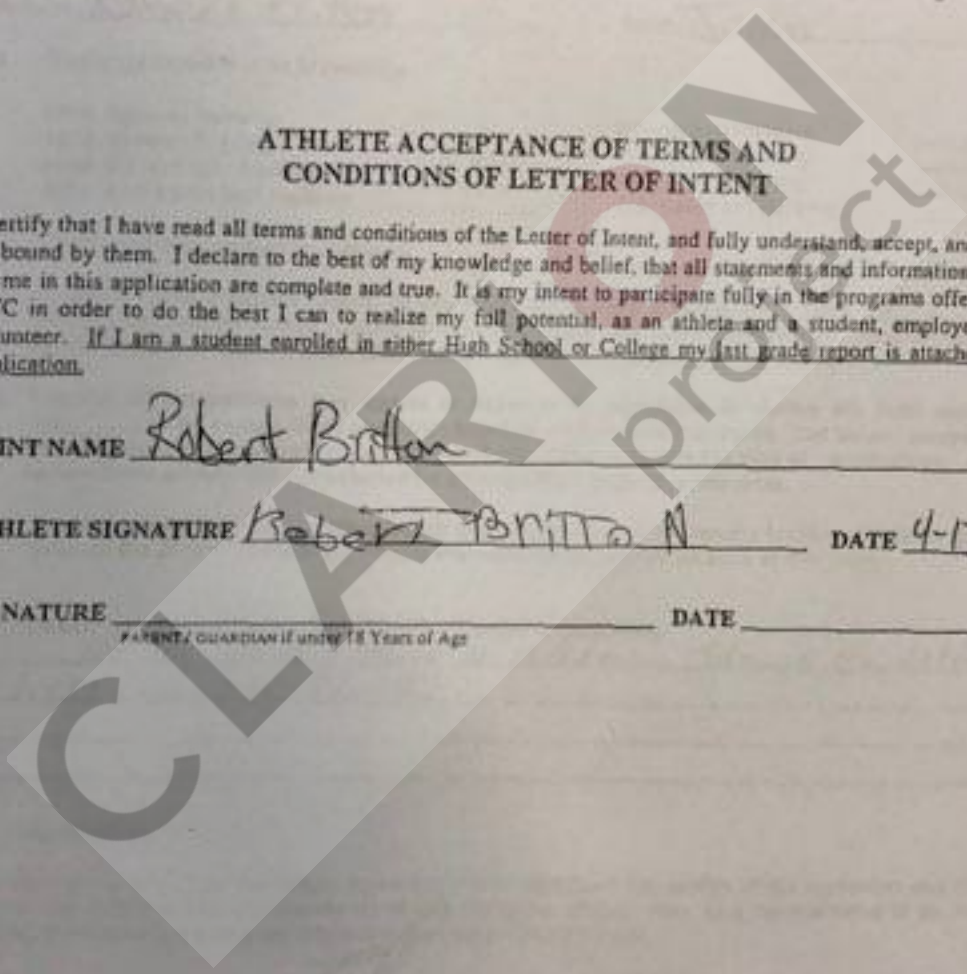 ATHLETE ACCEPTANCE OF TERMS AND
CONDITIONS OF LETTER OF INTENT
ertify that I have read all terms and conditions of the Letter of Intent, and fully understand, accept, an
bound by them. I declare to the best of my knowledge and belief, that all statements and information
me in this application are complete and true. It is my intent to participate fully in the programs offe
C in order to do the best I can to realize my full potential, as an athlete and a student, employe
unteer. If I am a student enrolled in either High School or College my last grade report is attach
lication.
INT NAME Robert Britton
HLETE SIGNATURE Robert Britton DATE 4-1
NATURE DATE
PARENT / GUARDIAN if under 18 Years of Age
CLARION
project